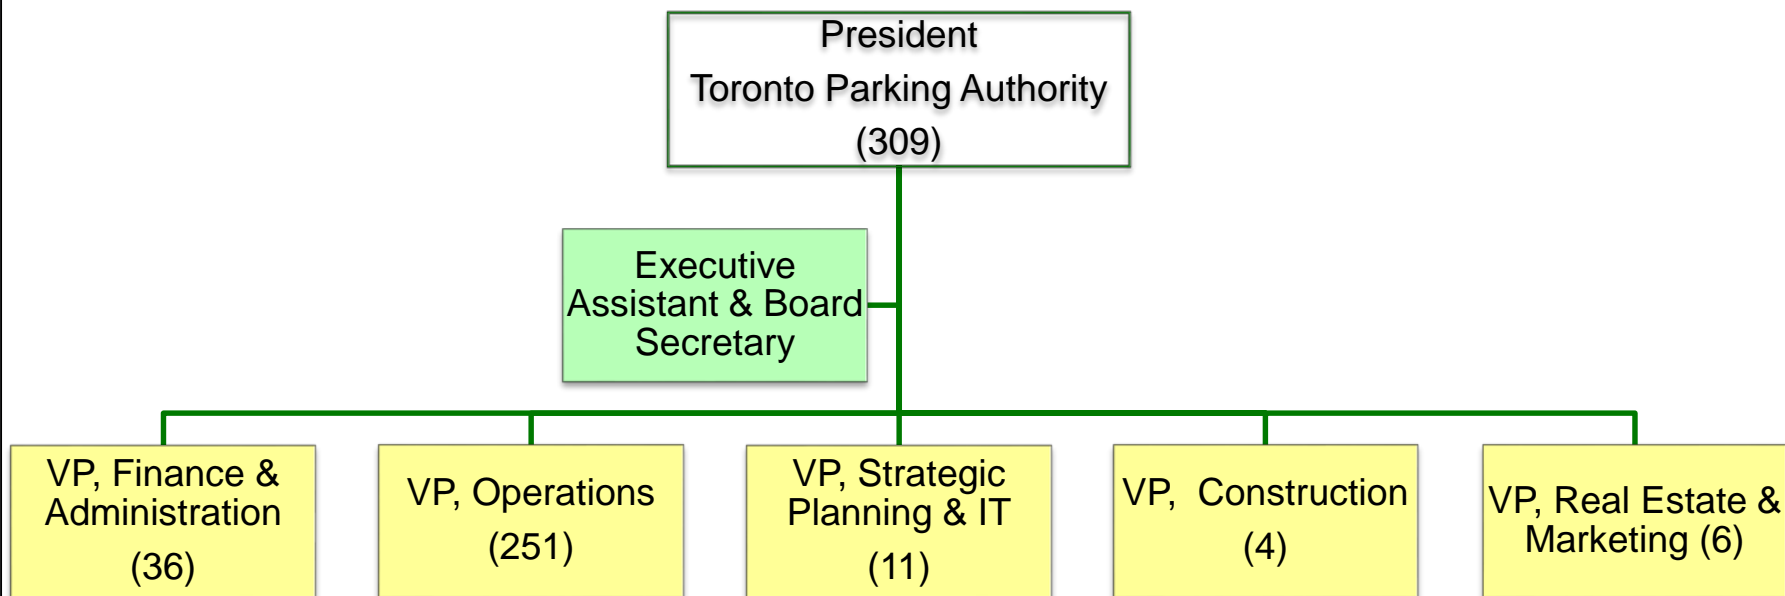 President
Toronto Parking Authority
(309)
Executive
Assistant & Board
Secretary
VP, Finance &
Administration
(36)
VP, Operations
(251)
VP, Strategic
Planning & IT
(11)
VP,  Construction
(4)
VP, Real Estate &
Marketing (6)